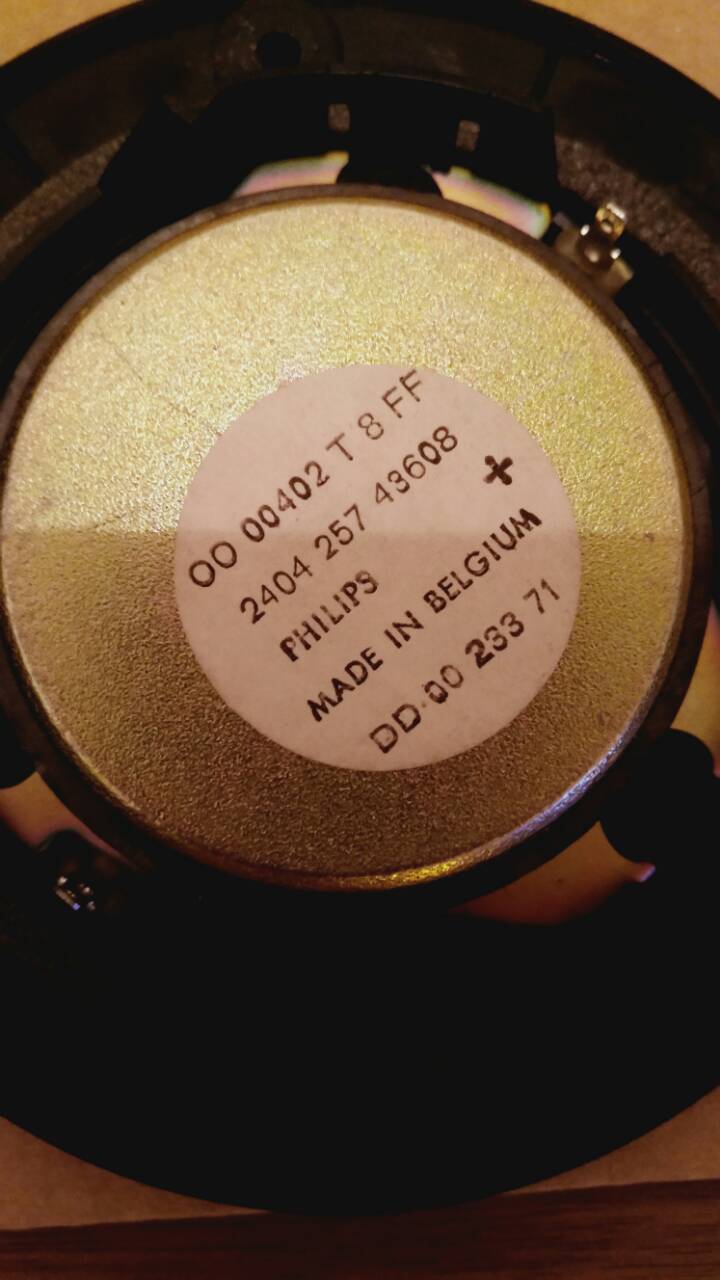 OO 00402 T 8 FF
2404 257 43608
+
PHILIPS
MADE IN BELGIUM
DD 00 233 71